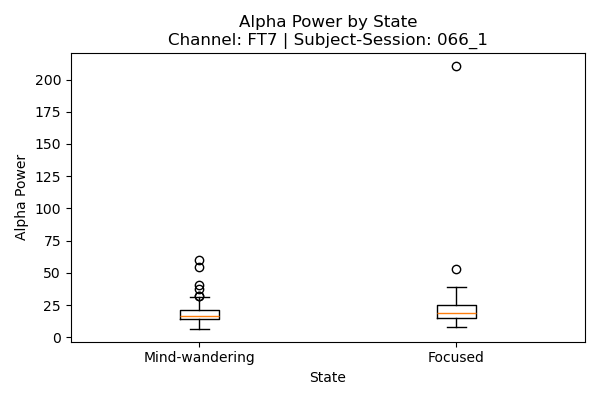 Alpha Power by State
Channel: FT7 | Subject-Session: 066_1
Alpha Power
200
175
150
125
100
75
50
25
0
Mind-wandering
Focused
State